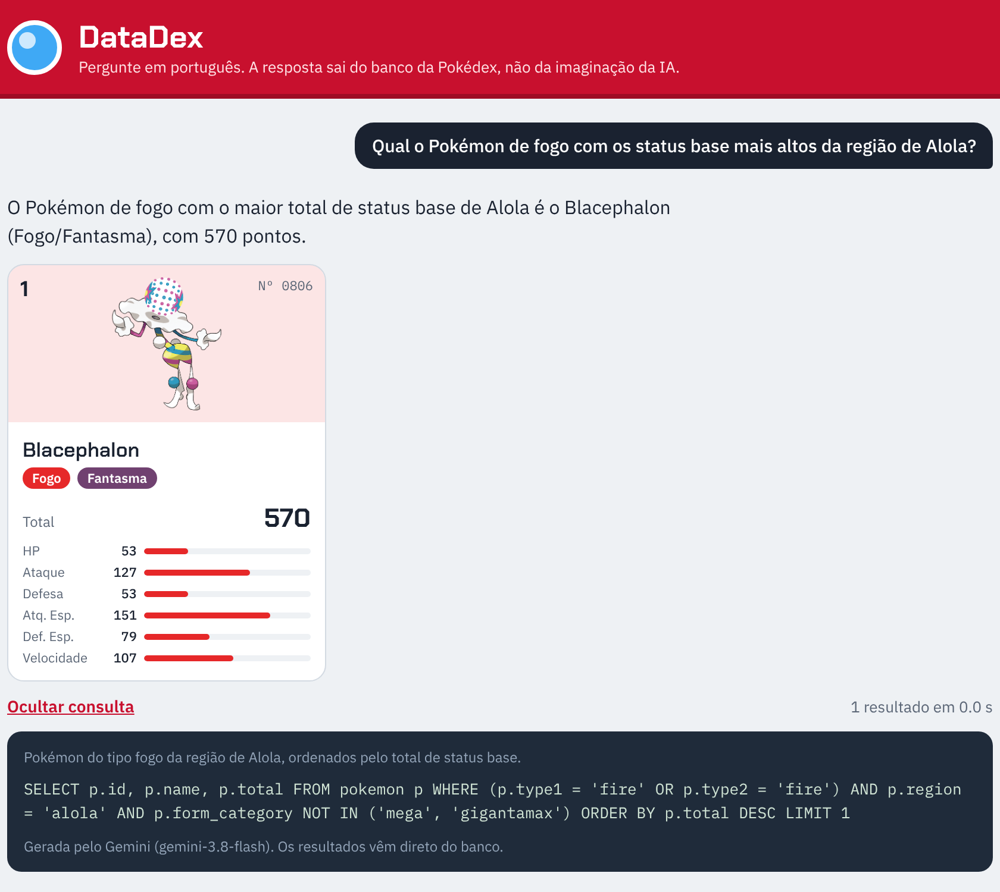 DataDex
Pergunte em português. A resposta sai do banco da Pokédex, não da imaginação da IA.
Qual o Pokémon de fogo com os status base mais altos da região de Alola?
O Pokémon de fogo com o maior total de status base de Alola é o Blacephalon
(Fogo/Fantasma), com 570 pontos.
1
Nº 0806
Blacephalon
Fogo Fantasma
Total 570
HP 53
Ataque 127
Defesa 53
Atq. Esp. 151
Def. Esp. 79
Velocidade 107
Ocultar consulta
1 resultado em 0.0 s
Pokémon do tipo fogo da região de Alola, ordenados pelo total de status base.
SELECT p.id, p.name, p.total FROM pokemon p WHERE (p.type1 = 'fire' OR p.type2 = 'fire') AND p.region
= 'alola' AND p.form_category NOT IN ('mega', 'gigantamax') ORDER BY p.total DESC LIMIT 1
Gerada pelo Gemini (gemini-3.8-flash). Os resultados vêm direto do banco.